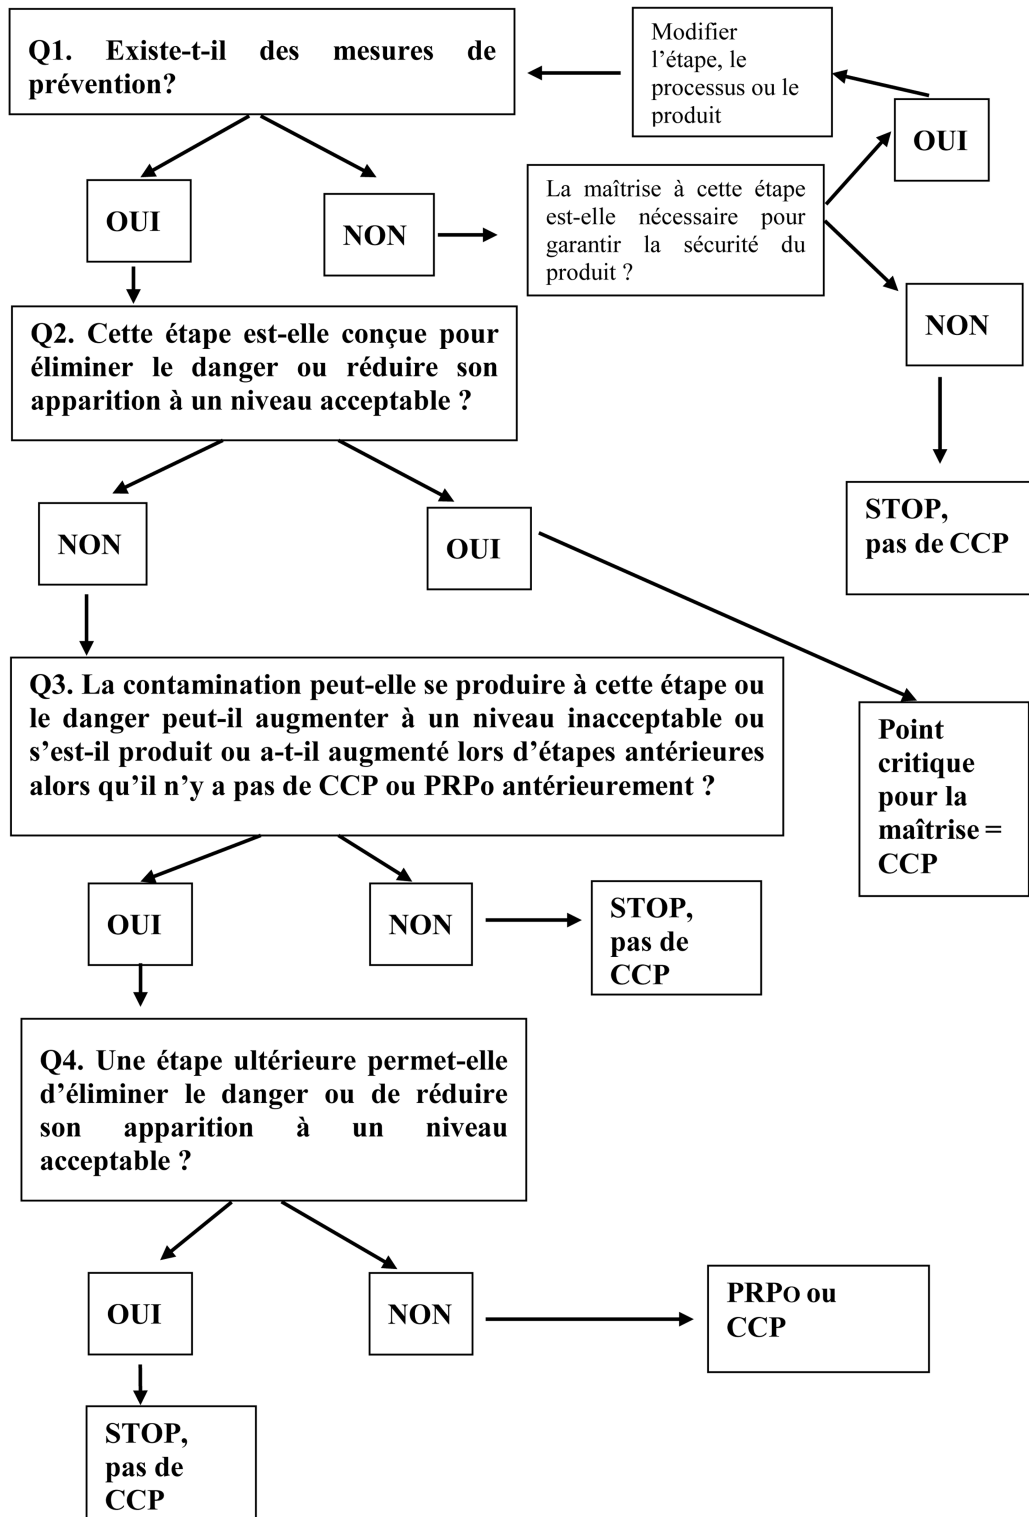 Q1. Existe-t-il des mesures de
prévention?
Modifier
l’étape, le
processus ou le
produit
OUI
OUI
NON
La maîtrise à cette étape
est-elle nécessaire pour
garantir la sécurité du
produit ?
NON
Q2. Cette étape est-elle conçue pour
éliminer le danger ou réduire son
apparition à un niveau acceptable ?
NON
OUI
STOP,
pas de CCP
Q3. La contamination peut-elle se produire à cette étape ou
le danger peut-il augmenter à un niveau inacceptable ou
s’est-il produit ou a-t-il augmenté lors d’étapes antérieures
alors qu’il n’y a pas de CCP ou PRPo antérieurement ?
Point
critique
pour la
maîtrise =
CCP
OUI
NON
STOP,
pas de
CCP
Q4. Une étape ultérieure permet-elle
d’éliminer le danger ou de réduire
son apparition à un niveau
acceptable ?
OUI
NON
PRPO ou
CCP
STOP,
pas de
CCP